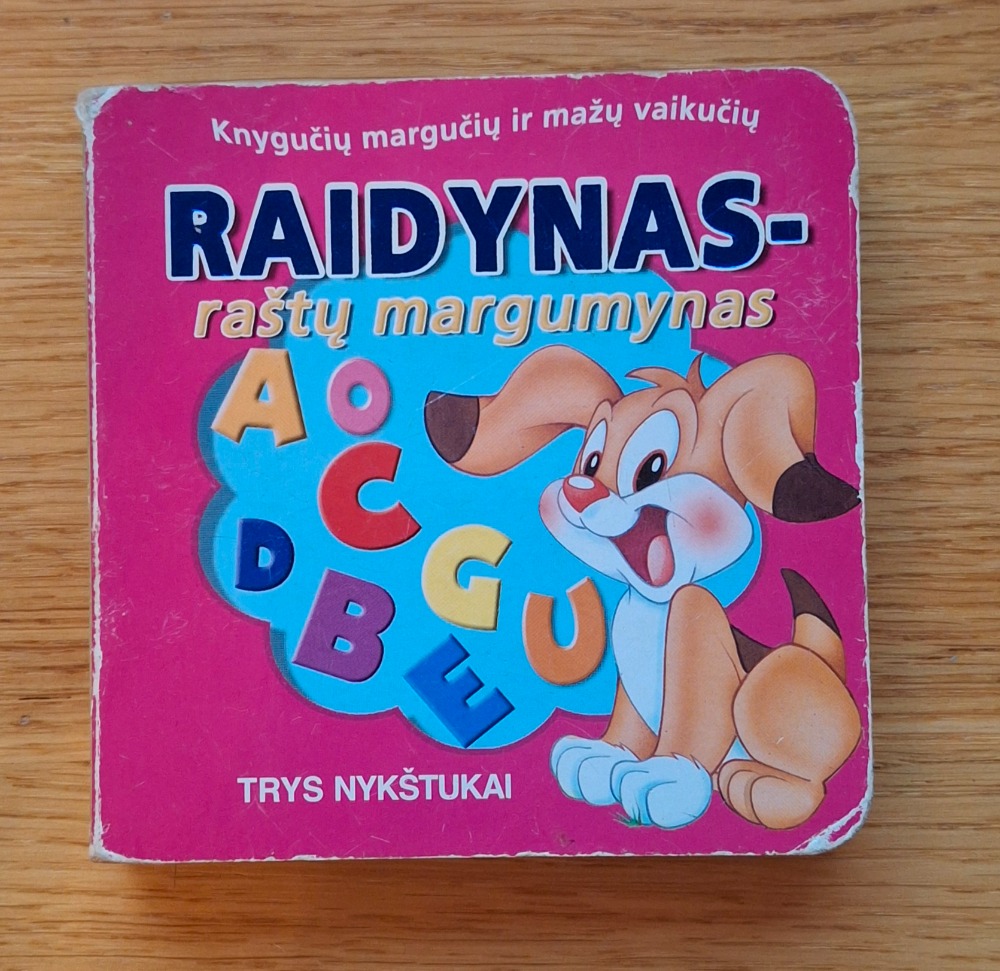 Knygučių margučių ir mažų vaikučių
RAIDYNAS-
raštų margumynas
A O
C
D G
B U
E
TRYS NYKŠTUKAI